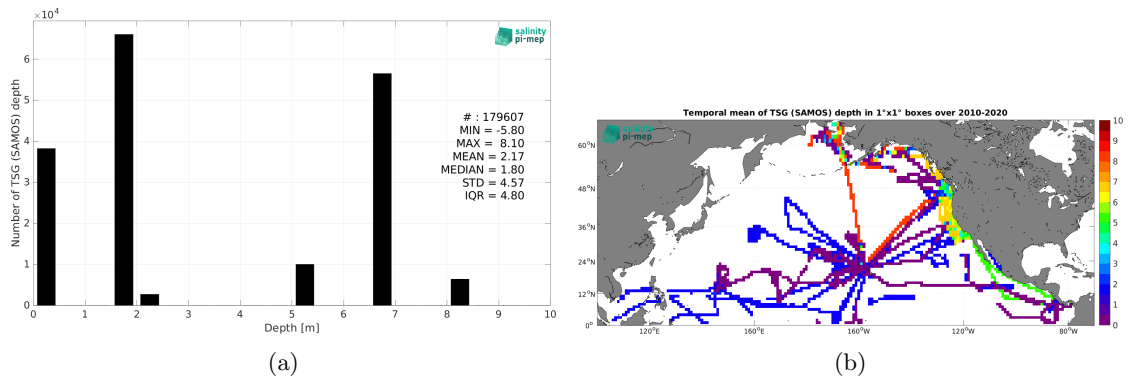 ×10⁴
6
5
4
3
2
1
0
Number of TSG (SAMOS) depth
salinity
pi-mep
# : 179607
MIN = -5.80
MAX = 8.10
MEAN = 2.17
MEDIAN = 1.80
STD = 4.57
IQR = 4.80
0 1 2 3 4 5 6 7 8 9 10
Depth [m]
(a)
Temporal mean of TSG (SAMOS) depth in 1°x1° boxes over 2010-2020
salinity
pi-mep
60°N
48°N
36°N
24°N
12°N
0°
120°E 160°E 160°W 120°W 80°W
10
9
8
7
6
5
4
3
2
1
0
(b)